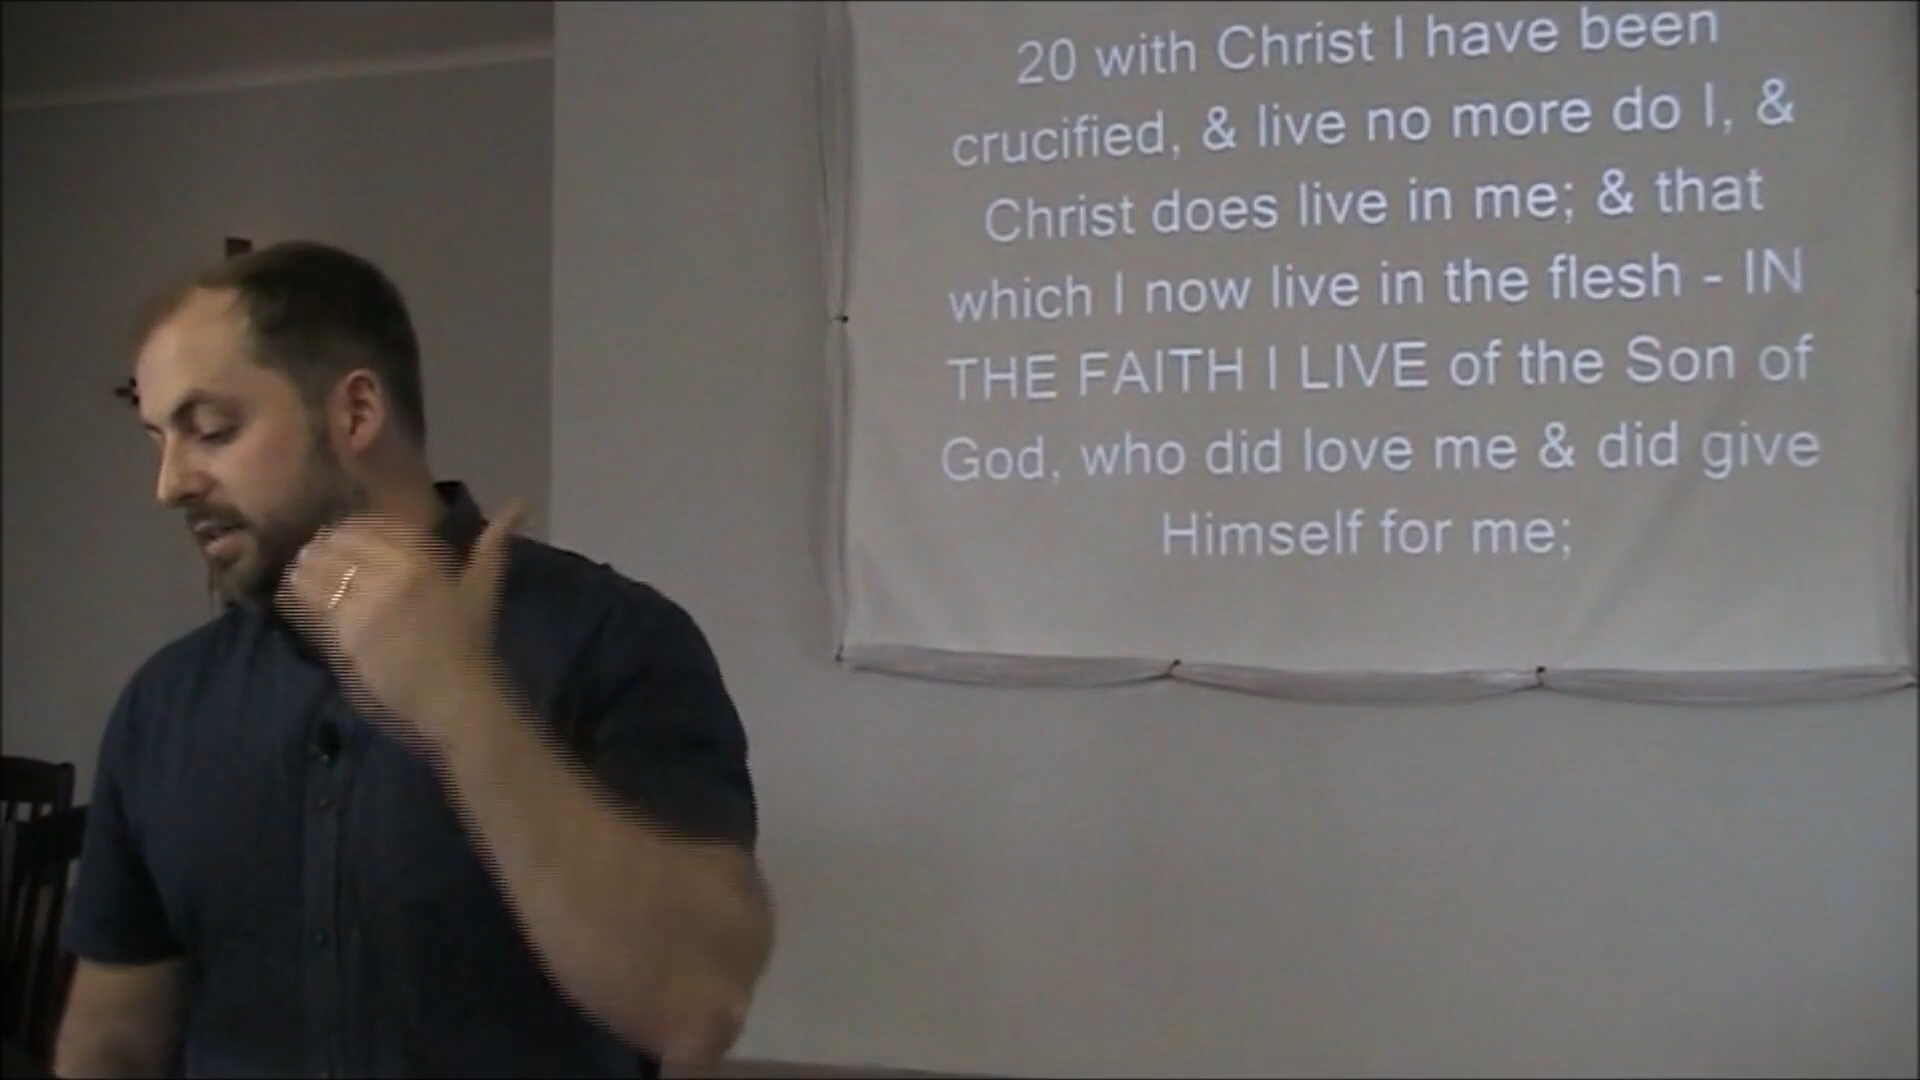 20 with Christ I have been
crucified, & live no more do I, &
Christ does live in me; & that
which I now live in the flesh - IN
THE FAITH I LIVE of the Son of
God, who did love me & did give
Himself for me;